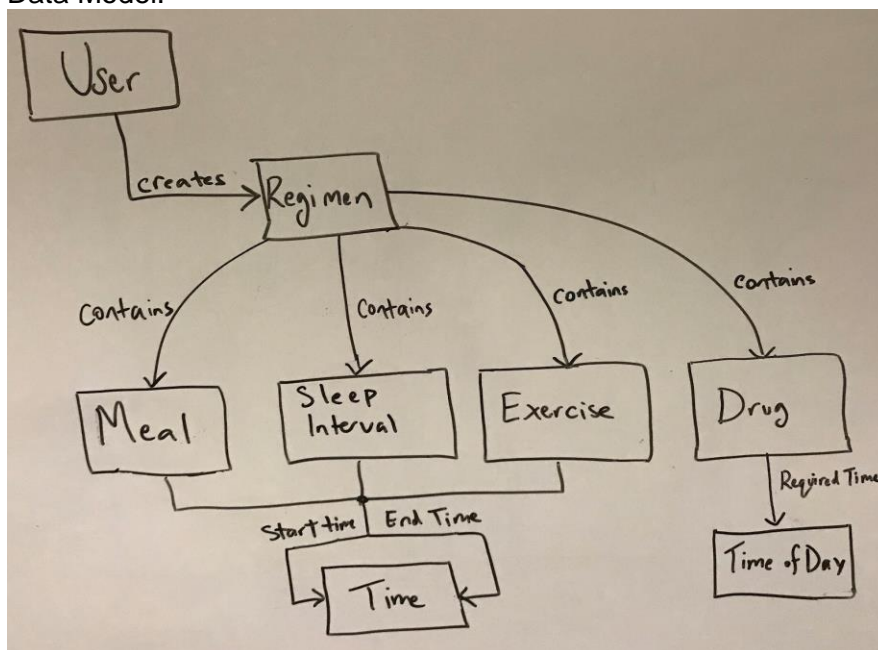 Data Model:
User
creates
Regimen
Contains
Contains
Contains
Contains
Meal
Sleep
Interval
Exercise
Drug
Required Time
Start time
End Time
Time
Time of Day